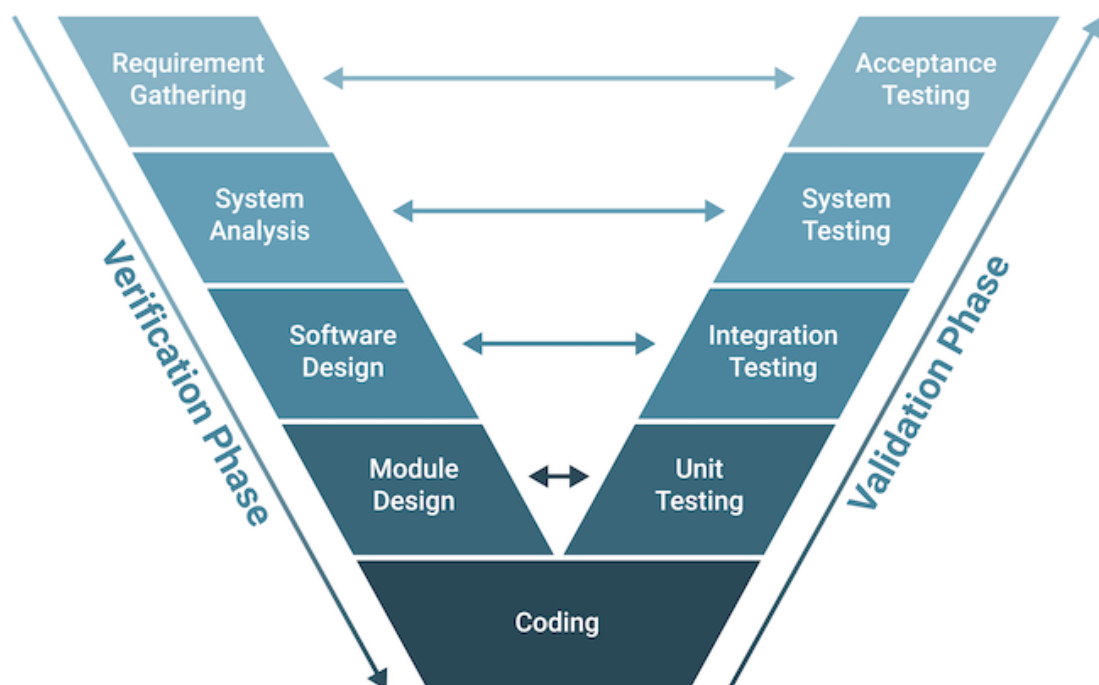 Requirement
Gathering
Acceptance
Testing
System
Analysis
System
Testing
Verification Phase
Software
Design
Integration
Testing
Validation Phase
Module
Design
Unit
Testing
Coding